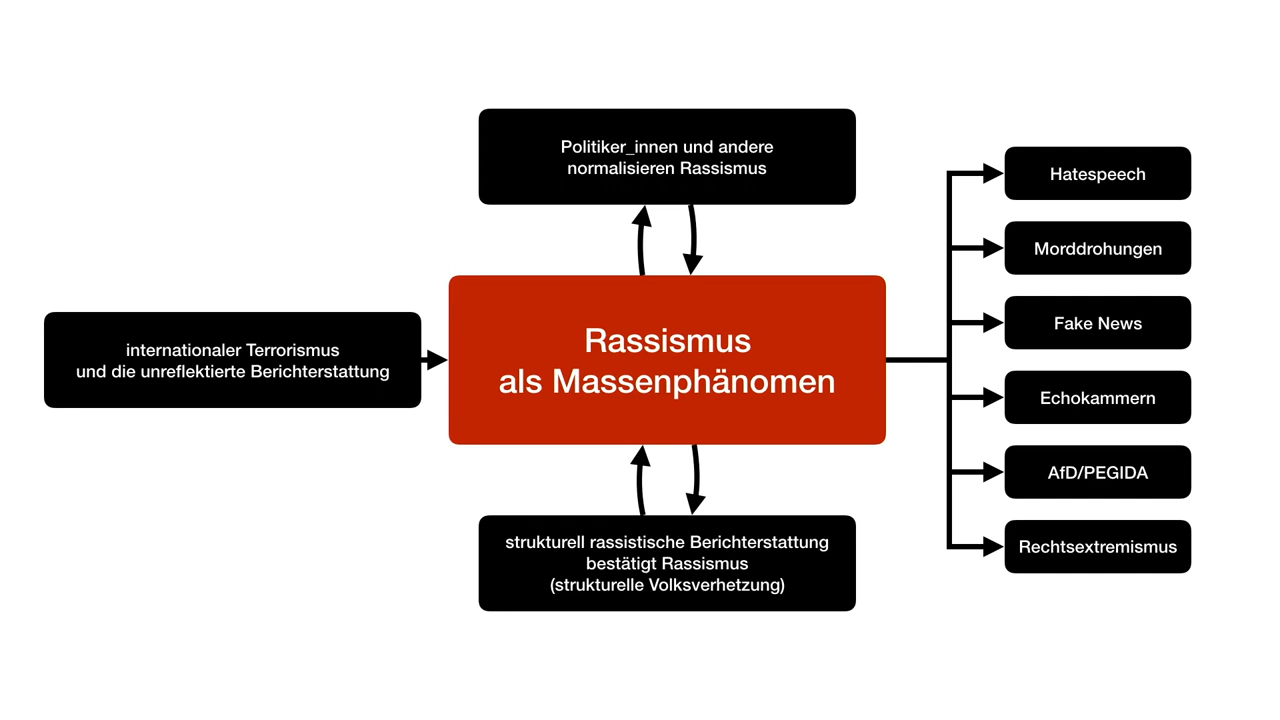 Politiker_innen und andere
normalisieren Rassismus
internationaler Terrorismus
und die unreflektierte Berichterstattung
Rassismus
als Massenphänomen
strukturell rassistische Berichterstattung
bestätigt Rassismus
(strukturelle Volksverhetzung)
Hatespeech
Morddrohungen
Fake News
Echokammern
AfD/PEGIDA
Rechtsextremismus